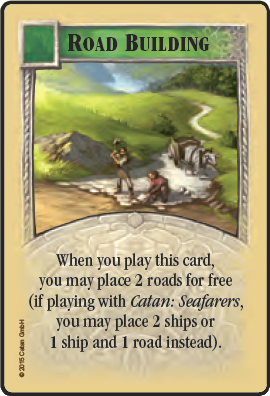 ROAD BUILDING
When you play this card,
you may place 2 roads for free
(if playing with Catan: Seafarers,
you may place 2 ships or
1 ship and 1 road instead).
© 2015 Catan GmbH